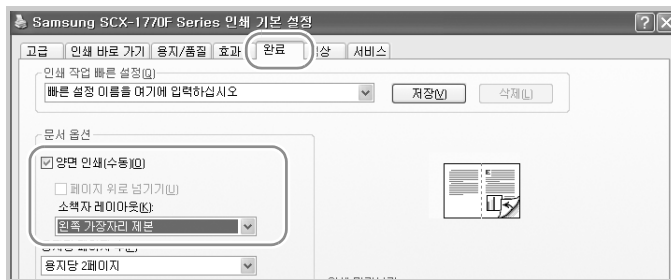 Samsung SCX-1770F Series 인쇄 기본 설정
고급 인쇄 바로 가기 용지/품질 효과 완료 서비스
인쇄 작업 빠른 설정(Q)
빠른 설정 이름을 여기에 입력하십시오 저장(V) 삭제(L)
문서 옵션
양면 인쇄(수동)(O)
페이지 위로 넘기기(U)
소책자 레이아웃(K):
왼쪽 가장자리 제본
용지당 2페이지